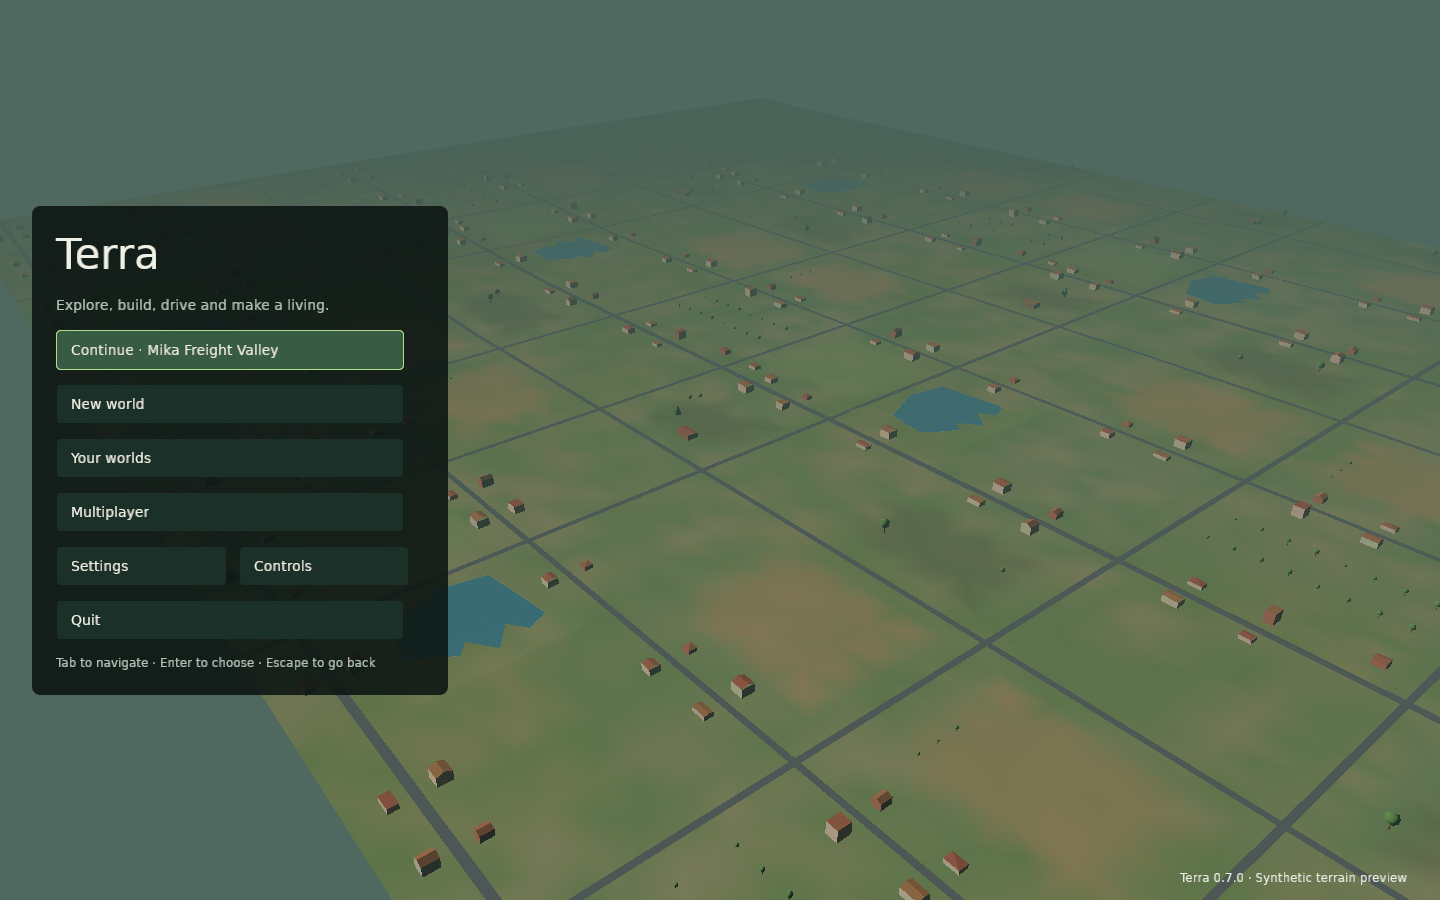 Terra
Explore, build, drive and make a living.
Continue · Mika Freight Valley
New world
Your worlds
Multiplayer
Settings
Controls
Quit
Tab to navigate · Enter to choose · Escape to go back
Terra 0.7.0 · Synthetic terrain preview